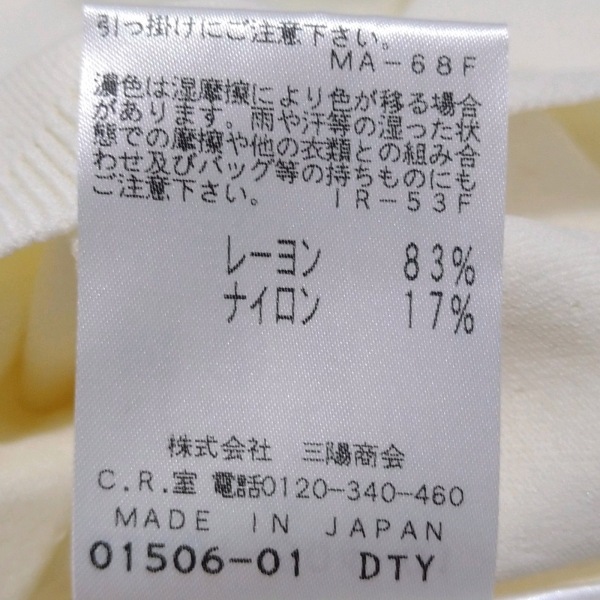 引っ掛けにご注意下さい。
MA-68F
濃色は湿摩擦により色が移る場合
があります。雨や汗等の湿った状
態での摩擦や他の衣類との組み合
わせ及びバッグ等の持ちものにも
ご注意下さい。 IR-53F
レーヨン 83%
ナイロン 17%
株式会社 三陽商会
C.R.室 電話0120-340-460
MADE IN JAPAN
01506-01 DTY